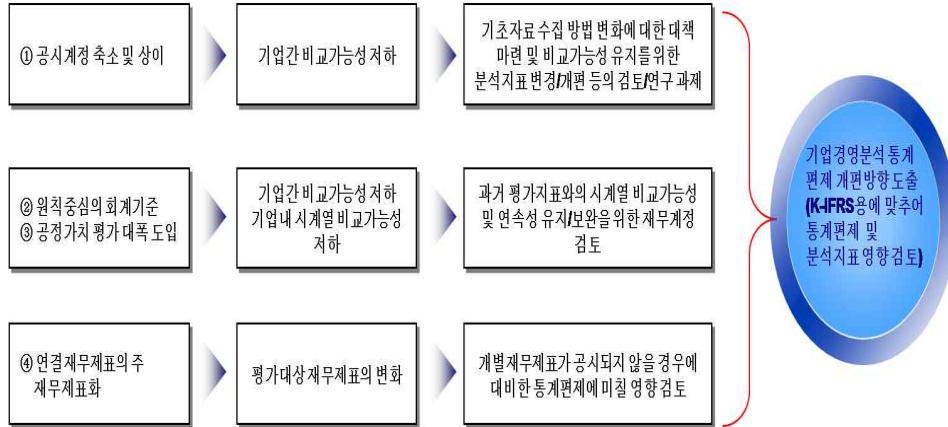 ① 공시계정 축소 및 상이
기업간 비교가능성 저하
기초자료 수집 방법 변화에 대한 대책
마련 및 비교가능성 유지를 위한
분석지표 변경/개편 등의 검토/연구 과제
② 원칙중심의 회계기준
③ 공정가치 평가 대폭 도입
기업간 비교가능성 저하
기업내 시계열 비교가능성
저하
과거 평가지표와의 시계열 비교가능성
및 연속성 유지/보완을 위한 재무계정
검토
④ 연결재무제표의 주
재무제표화
평가대상 재무제표의 변화
개별 재무제표가 공시되지 않을 경우에
대비한 통계편제에 미칠 영향 검토
기업경영분석 통계
편제 개편방향 도출
(K-IFRS용에 맞추어
통계편제 및
분석지표 영향 검토)